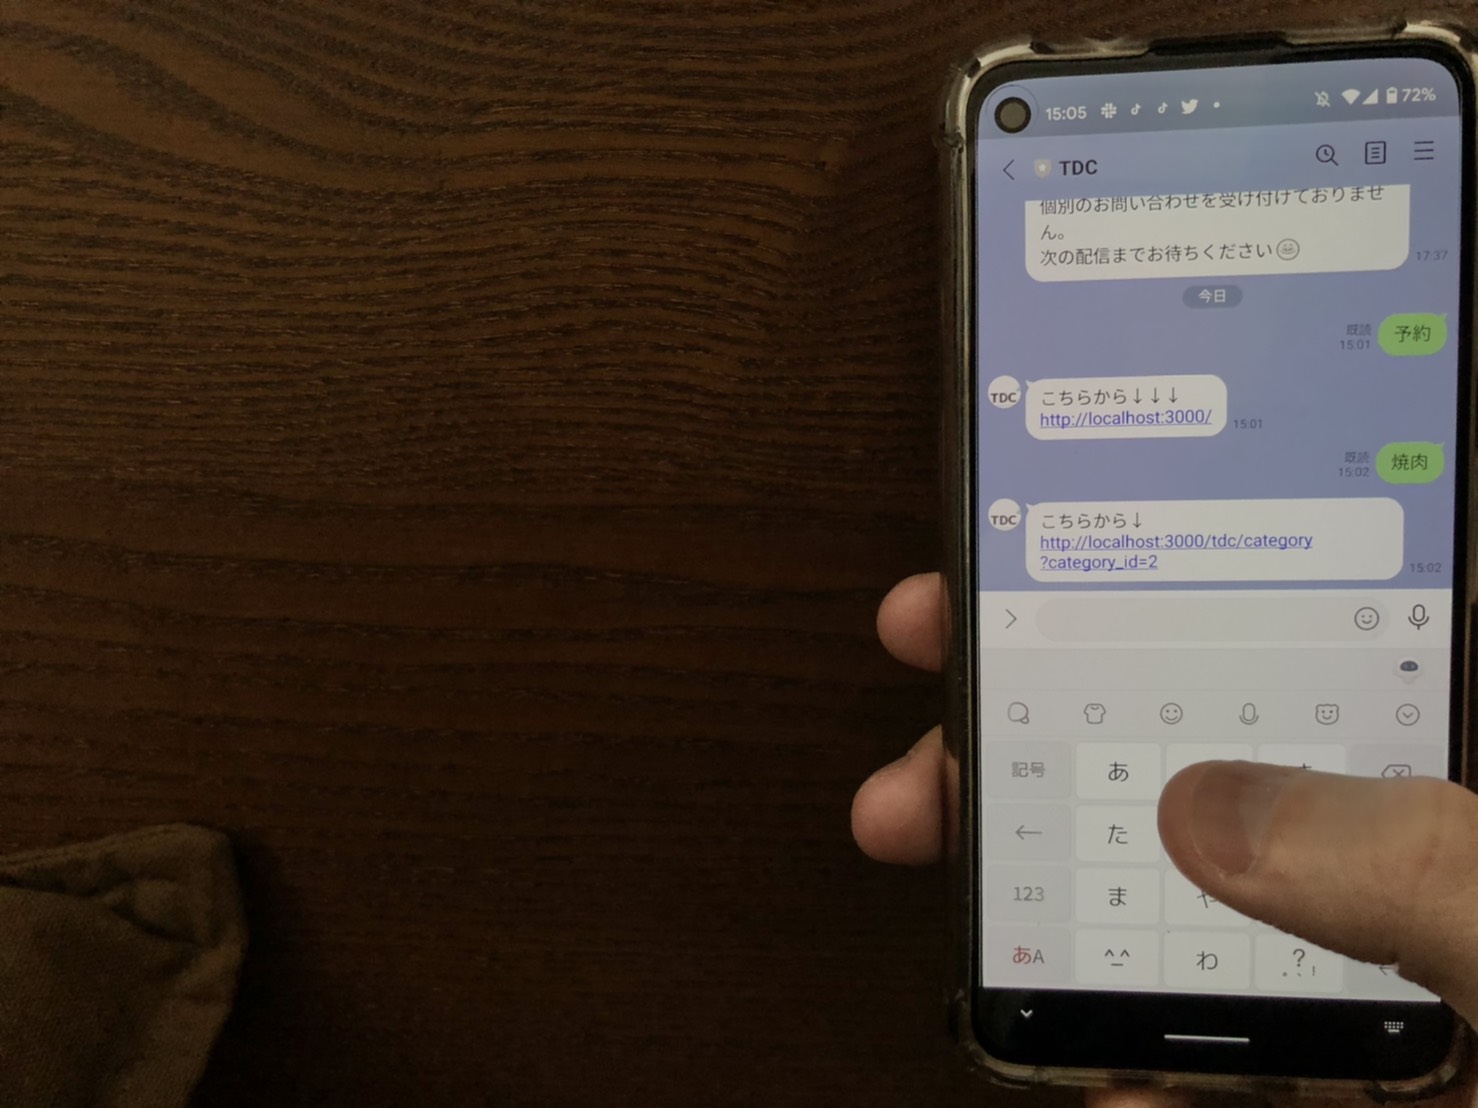 15:05
72%
TDC
個別のお問い合わせを受け付けておりませ
ん。
次の配信までお待ちください
17:37
今日
既読
15:01
予約
TDC
こちらから↓↓↓
http://localhost:3000/
15:01
既読
15:02
焼肉
TDC
こちらから↓
http://localhost:3000/tdc/category
?category_id=2
15:02
記号
あ
た
123
ま
や
あA
^_^
わ
?